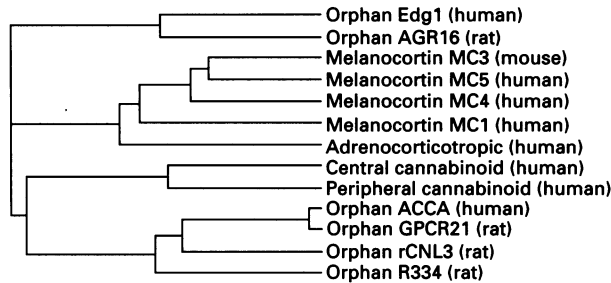 Orphan Edg1 (human)
Orphan AGR16 (rat)
Melanocortin MC3 (mouse)
Melanocortin MC5 (human)
Melanocortin MC4 (human)
Melanocortin MC1 (human)
Adrenocorticotropic (human)
Central cannabinoid (human)
Peripheral cannabinoid (human)
Orphan ACCA (human)
Orphan GPCR21 (rat)
Orphan rCNL3 (rat)
Orphan R334 (rat)